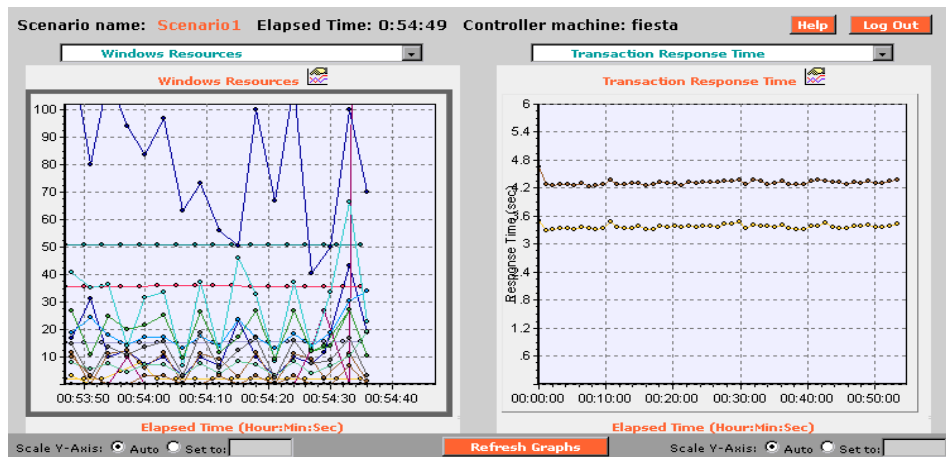 Scenario name: Scenario1 Elapsed Time: 0:54:49 Controller machine: fiesta Help Log Out
Windows Resources
Transaction Response Time
Windows Resources
Transaction Response Time
100
90
80
70
60
50
40
30
20
10
00:53:50 00:54:00 00:54:10 00:54:20 00:54:30 00:54:40
Elapsed Time (Hour:Min:Sec)
Response Time (sec)
6
5.4
4.8
4.2
3.6
3
2.4
1.8
1.2
.6
00:00:00 00:10:00 00:20:00 00:30:00 00:40:00 00:50:00
Elapsed Time (Hour:Min:Sec)
Scale Y-Axis: Auto Set to:
Refresh Graphs
Scale Y-Axis: Auto Set to: